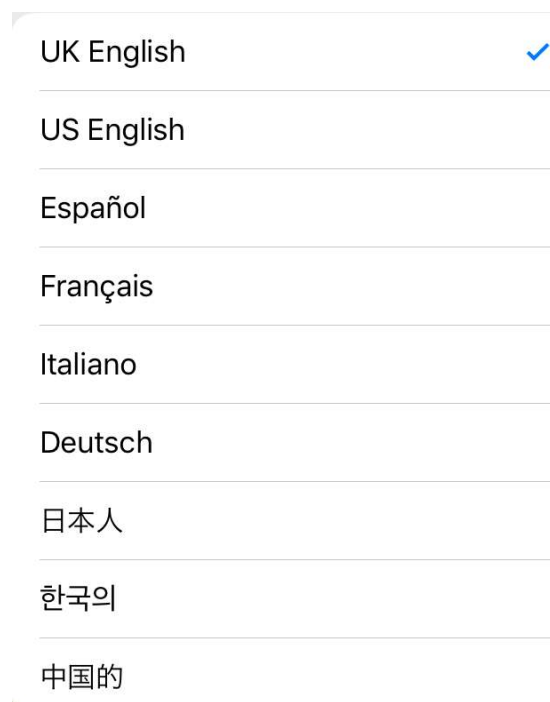 UK English
US English
Español
Français
Italiano
Deutsch
日本人
한국의
中国的